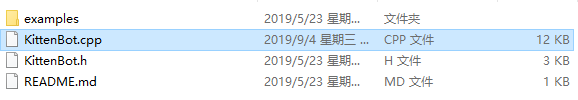 examples 2019/5/23 星期... 文件夹
KittenBot.cpp 2019/9/4 星期三 ... CPP 文件 12 KB
KittenBot.h 2019/5/23 星期... H 文件 3 KB
README.md 2019/5/23 星期... MD 文件 1 KB